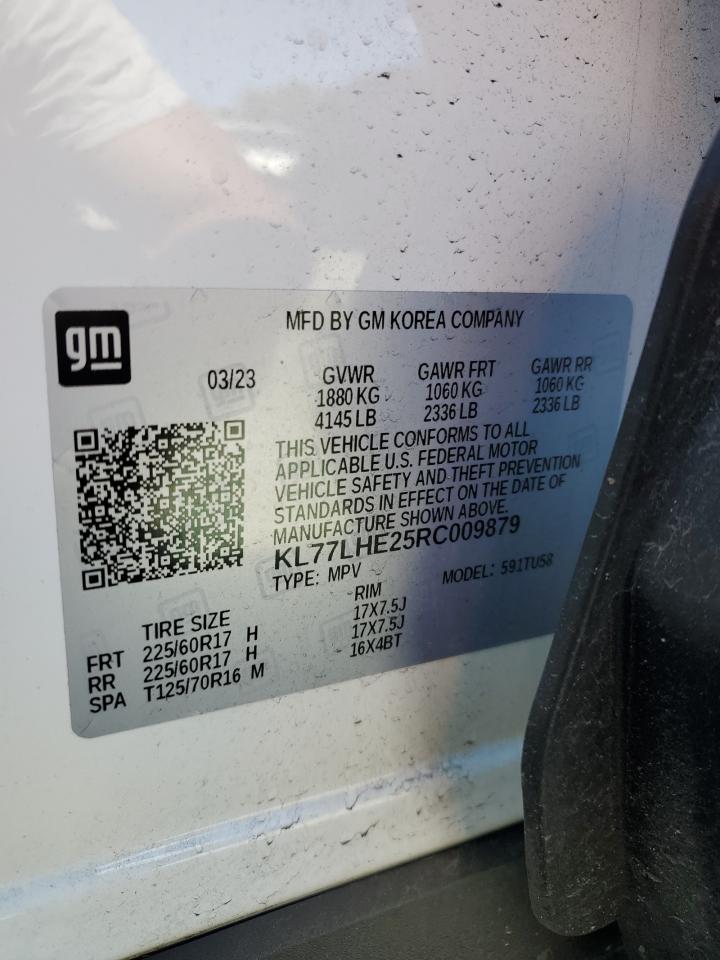 gm
MFD BY GM KOREA COMPANY
03/23
GVWR GAWR FRT GAWR RR
1880 KG 1060 KG 1060 KG
4145 LB 2336 LB 2336 LB
THIS VEHICLE CONFORMS TO ALL
APPLICABLE U.S. FEDERAL MOTOR
VEHICLE SAFETY AND THEFT PREVENTION
STANDARDS IN EFFECT ON THE DATE OF
MANUFACTURE SHOWN ABOVE.
KL77LHE25RC009879
TYPE: MPV MODEL: 591TU58
TIRE SIZE RIM
FRT 225/60R17 H 17X7.5J
RR 225/60R17 H 17X7.5J
SPA T125/70R16 M 16X4BT